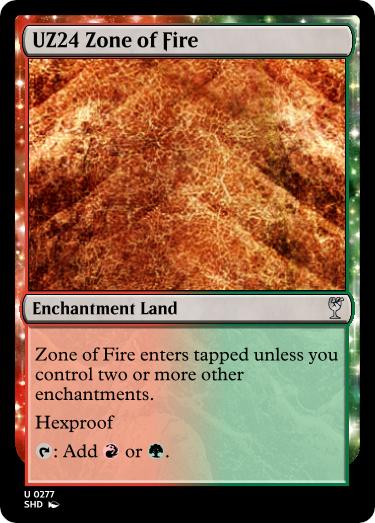 UZ24 Zone of Fire
Enchantment Land
Zone of Fire enters tapped unless you
control two or more other
enchantments.
Hexproof
: Add or .
U 0277
SHD